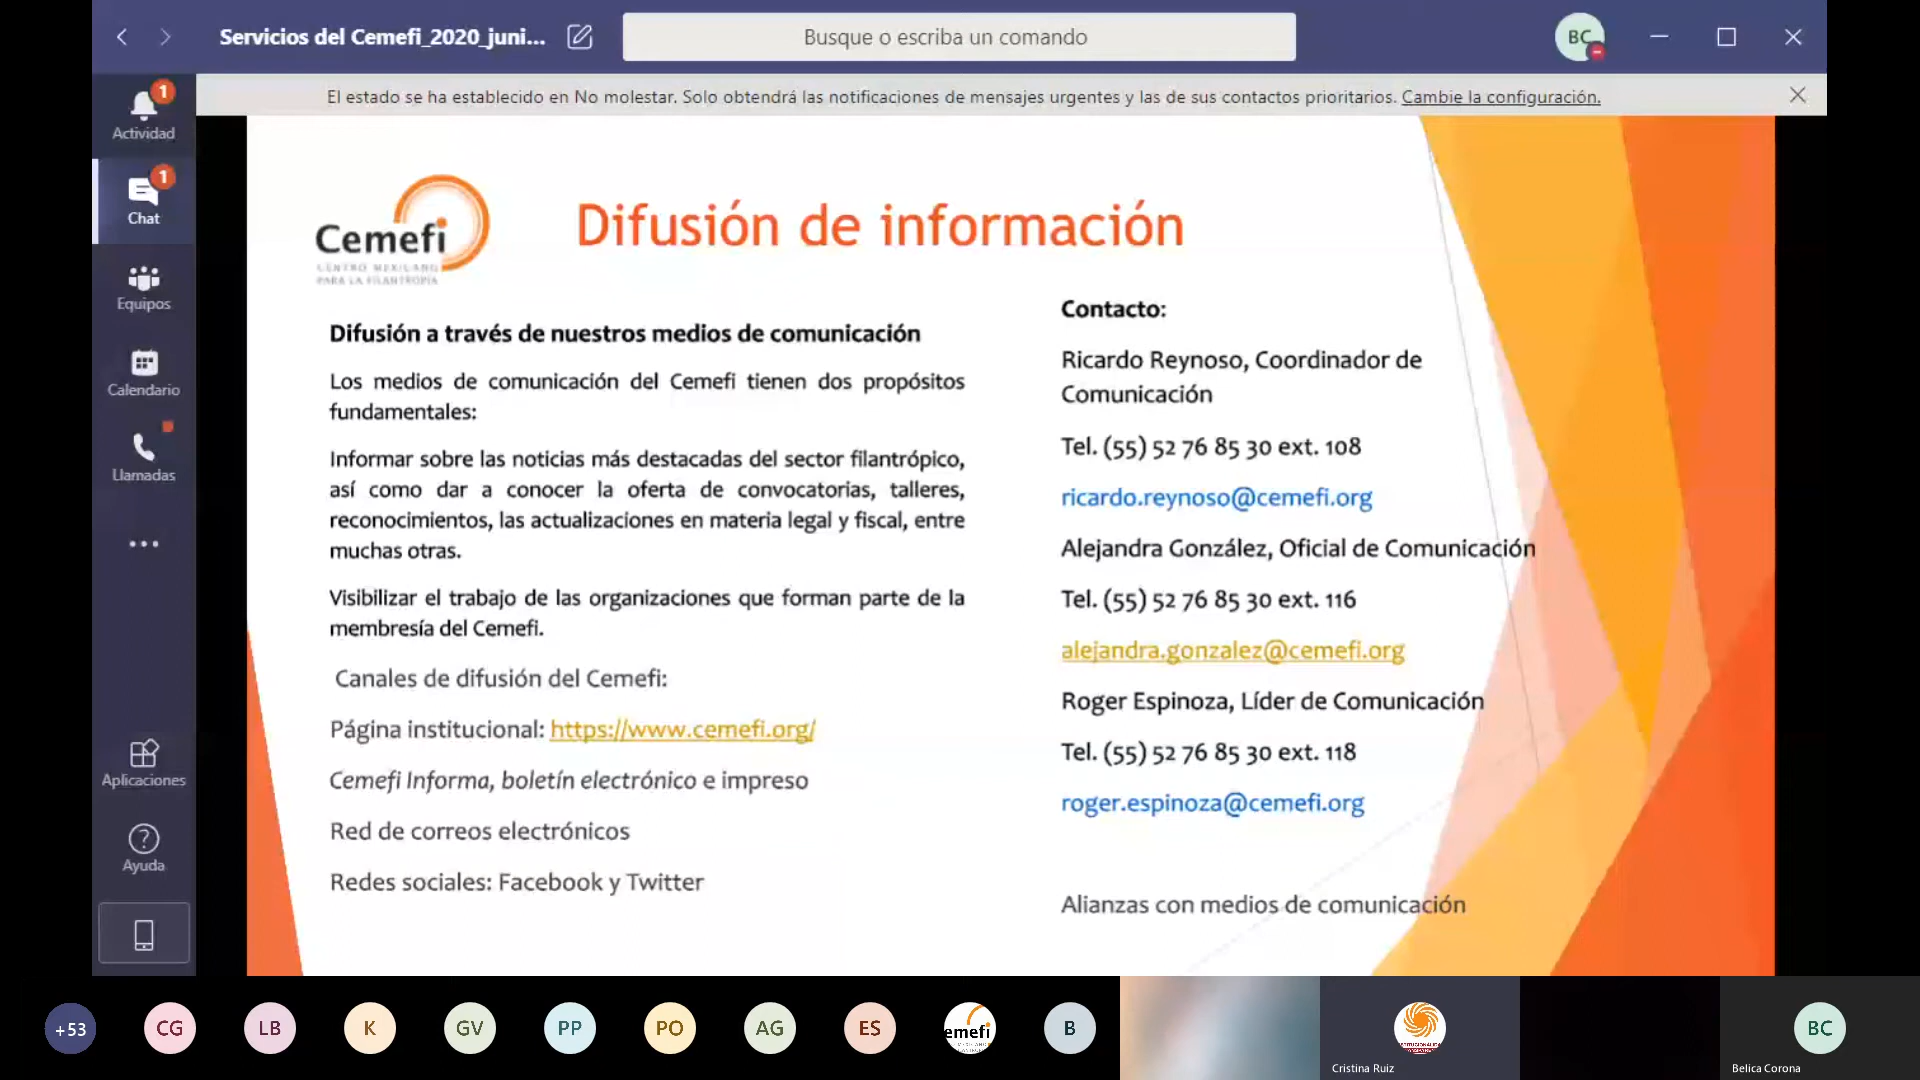 Servicios del Cemefi_2020_juni...
Busque o escriba un comando
BC
El estado se ha establecido en No molestar. Solo obtendrá las notificaciones de mensajes urgentes y las de sus contactos prioritarios. Cambie la configuración.
1
Actividad
1
Chat
Equipos
Calendario
Llamadas
Aplicaciones
Ayuda
Cemefi
CENTRO MEXICANO
PARA LA FILANTROPÍA
Difusión de información
Difusión a través de nuestros medios de comunicación
Los medios de comunicación del Cemefi tienen dos propósitos
fundamentales:
Informar sobre las noticias más destacadas del sector filantrópico,
así como dar a conocer la oferta de convocatorias, talleres,
reconocimientos, las actualizaciones en materia legal y fiscal, entre
muchas otras.
Visibilizar el trabajo de las organizaciones que forman parte de la
membresía del Cemefi.
Canales de difusión del Cemefi:
Página institucional: https://www.cemefi.org/
Cemefi Informa, boletín electrónico e impreso
Red de correos electrónicos
Redes sociales: Facebook y Twitter
Contacto:
Ricardo Reynoso, Coordinador de
Comunicación
Tel. (55) 52 76 85 30 ext. 108
ricardo.reynoso@cemefi.org
Alejandra González, Oficial de Comunicación
Tel. (55) 52 76 85 30 ext. 116
alejandra.gonzalez@cemefi.org
Roger Espinoza, Líder de Comunicación
Tel. (55) 52 76 85 30 ext. 118
roger.espinoza@cemefi.org
Alianzas con medios de comunicación
+53
CG
LB
K
GV
PP
PO
AG
ES
emefi
B
Cristina Ruiz
BC
Belica Corona